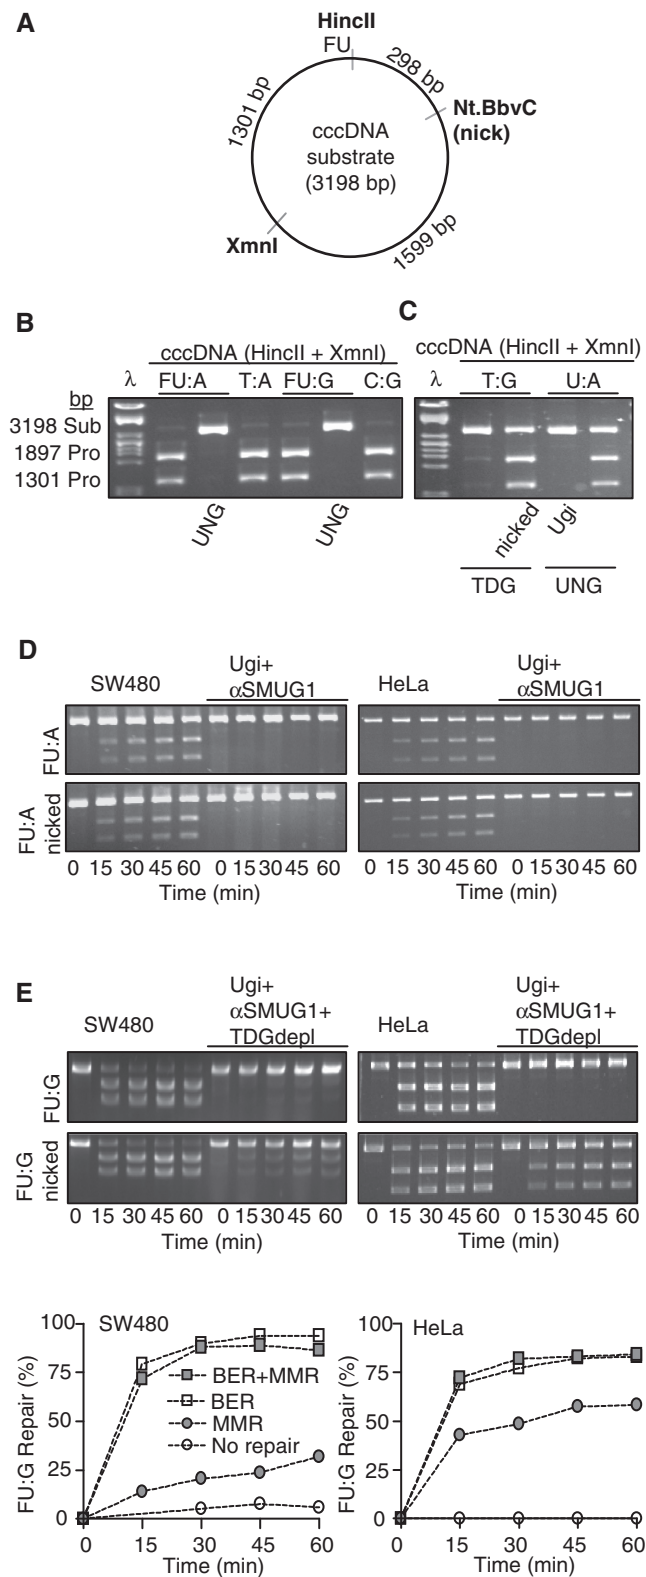 A
HincII
FU
298 bp
1301 bp
Nt.BbvC
(nick)
cccDNA
substrate
(3198 bp)
XmnI
1599 bp
B
cccDNA (HincII + XmnI)
λ FU:A T:A FU:G C:G
bp
3198 Sub
1897 Pro
1301 Pro
UNG UNG
C
cccDNA (HincII + XmnI)
λ T:G U:A
nicked Ugi
TDG UNG
D
SW480 Ugi+
αSMUG1
HeLa Ugi+
αSMUG1
FU:A
FU:A
nicked
0 15 30 45 60 0 15 30 45 60 0 15 30 45 60 0 15 30 45 60
Time (min) Time (min)
E
SW480 Ugi+
αSMUG1+
TDGdepl
HeLa Ugi+
αSMUG1+
TDGdepl
FU:G
FU:G
nicked
0 15 30 45 60 0 15 30 45 60 0 15 30 45 60 0 15 30 45 60
Time (min) Time (min)
SW480
FU:G Repair (%)
100
75
50
25
0
BER+MMR
BER
MMR
No repair
0 15 30 45 60
Time (min)
HeLa
FU:G Repair (%)
100
75
50
25
0
0 15 30 45 60
Time (min)